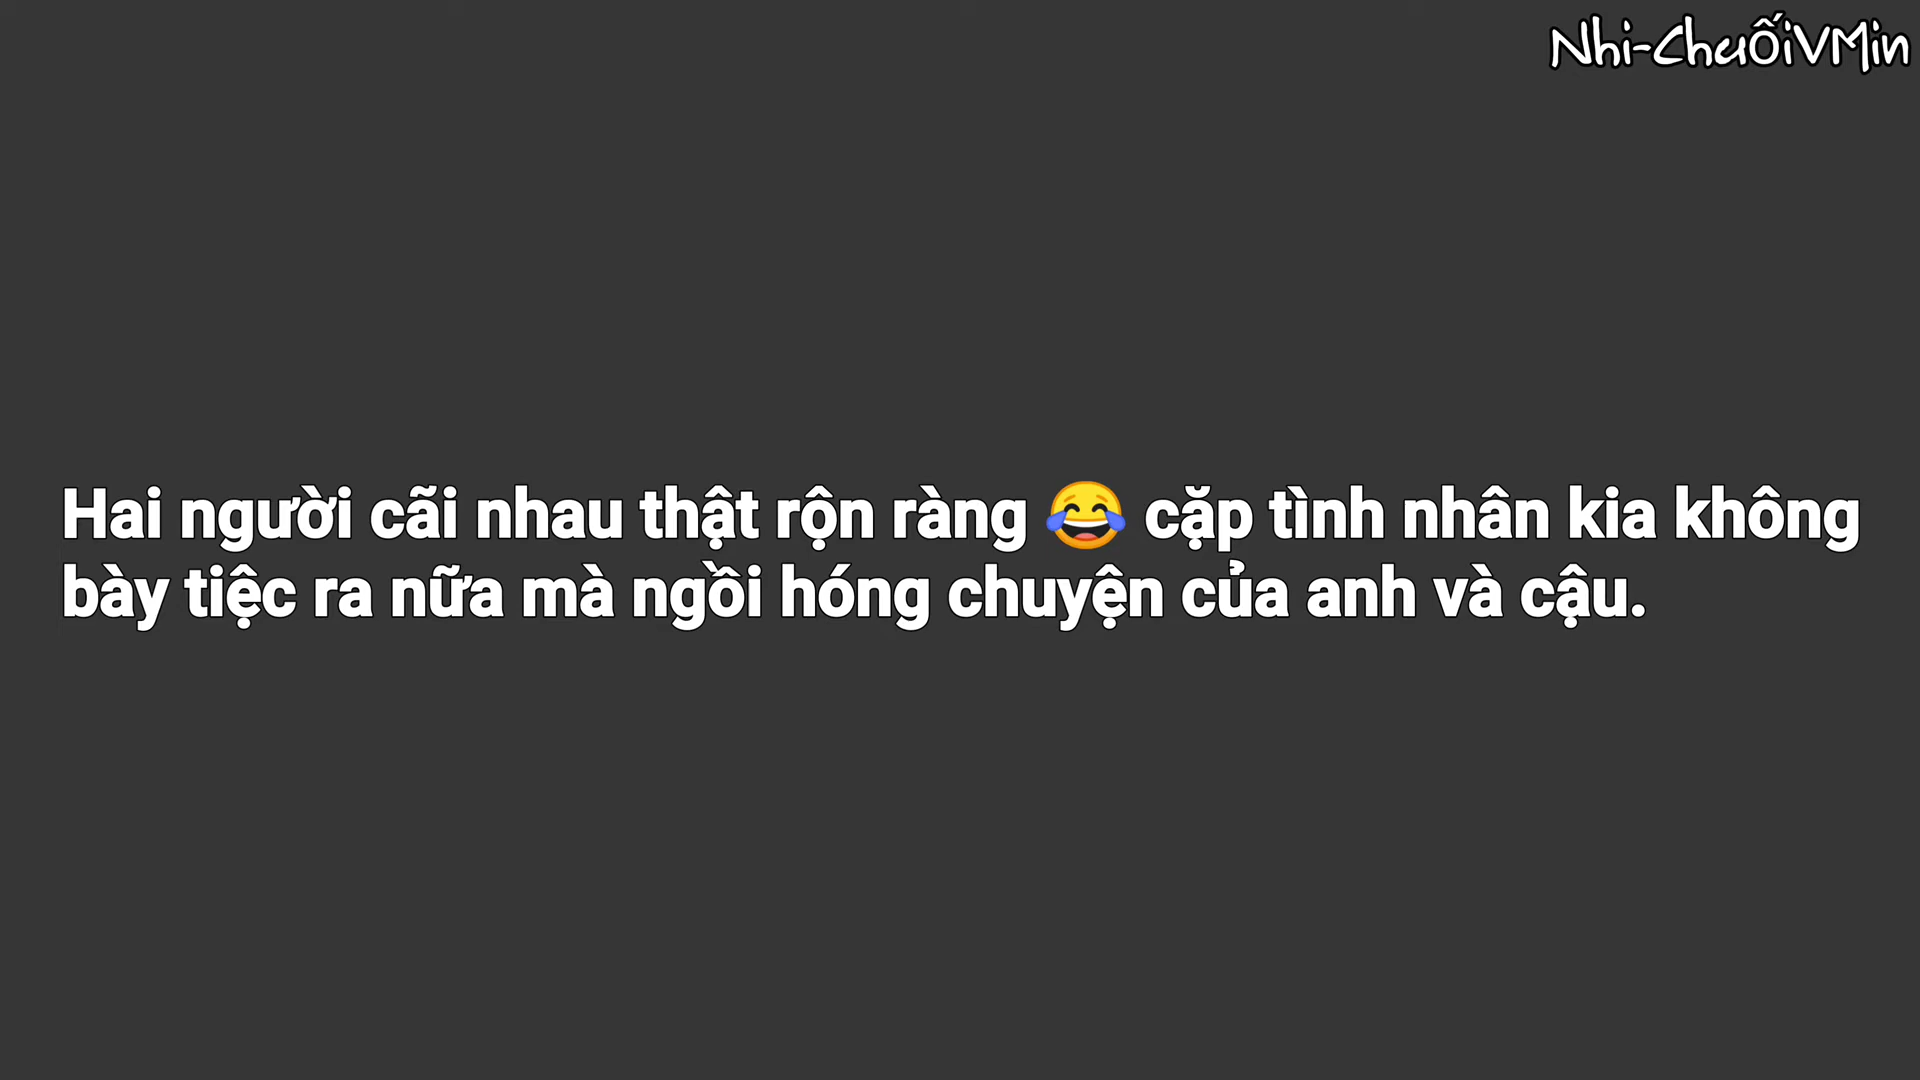 Nhi-ChuỐiVMin
Hai người cãi nhau thật rộn ràng 😂 cặp tình nhân kia không
bày tiệc ra nữa mà ngồi hóng chuyện của anh và cậu.